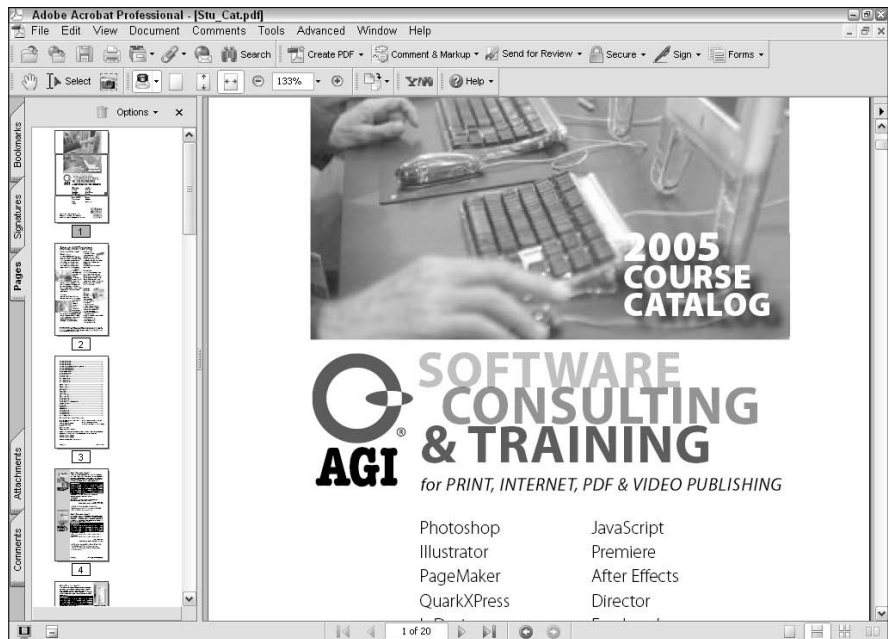 Adobe Acrobat Professional - [Stu_Cat.pdf]
File Edit View Document Comments Tools Advanced Window Help
Search Create PDF Comment & Markup Send for Review Secure Sign Forms
Select 133% Help
Options
Bookmarks
Signatures
Pages
Attachments
Comments
1
2
3
4
2005
COURSE
CATALOG
SOFTWARE
CONSULTING
& TRAINING
AGI®
for PRINT, INTERNET, PDF & VIDEO PUBLISHING
Photoshop JavaScript
Illustrator Premiere
PageMaker After Effects
QuarkXPress Director
1 of 20